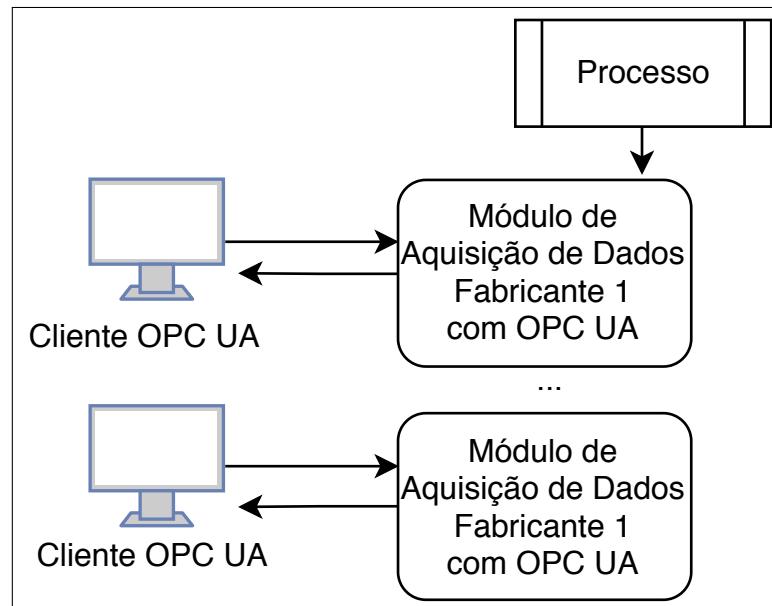 Processo
Módulo de
Aquisição de Dados
Fabricante 1
com OPC UA
Cliente OPC UA
...
Módulo de
Aquisição de Dados
Fabricante 1
com OPC UA
Cliente OPC UA